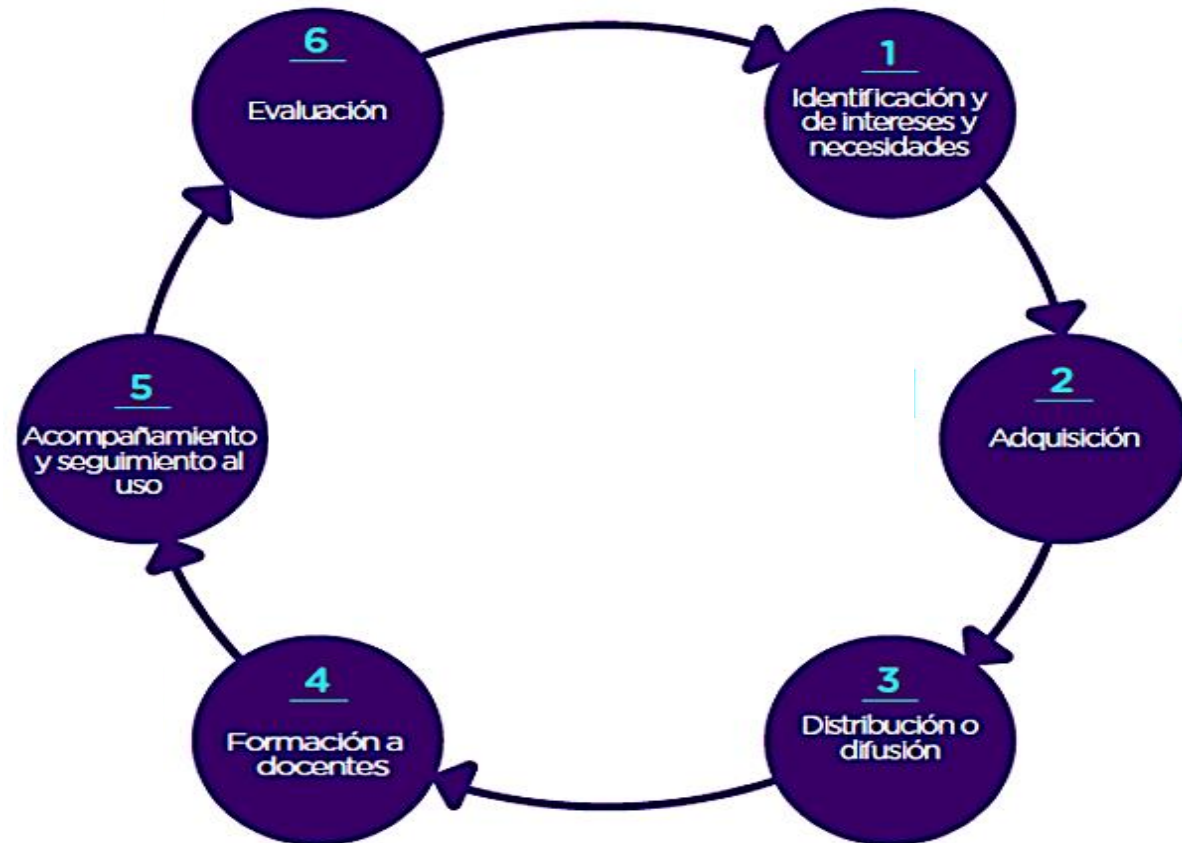 1
Identificación y
de intereses y
necesidades
2
Adquisición
3
Distribución o
difusión
4
Formación a
docentes
5
Acompañamiento
y seguimiento al
uso
6
Evaluación